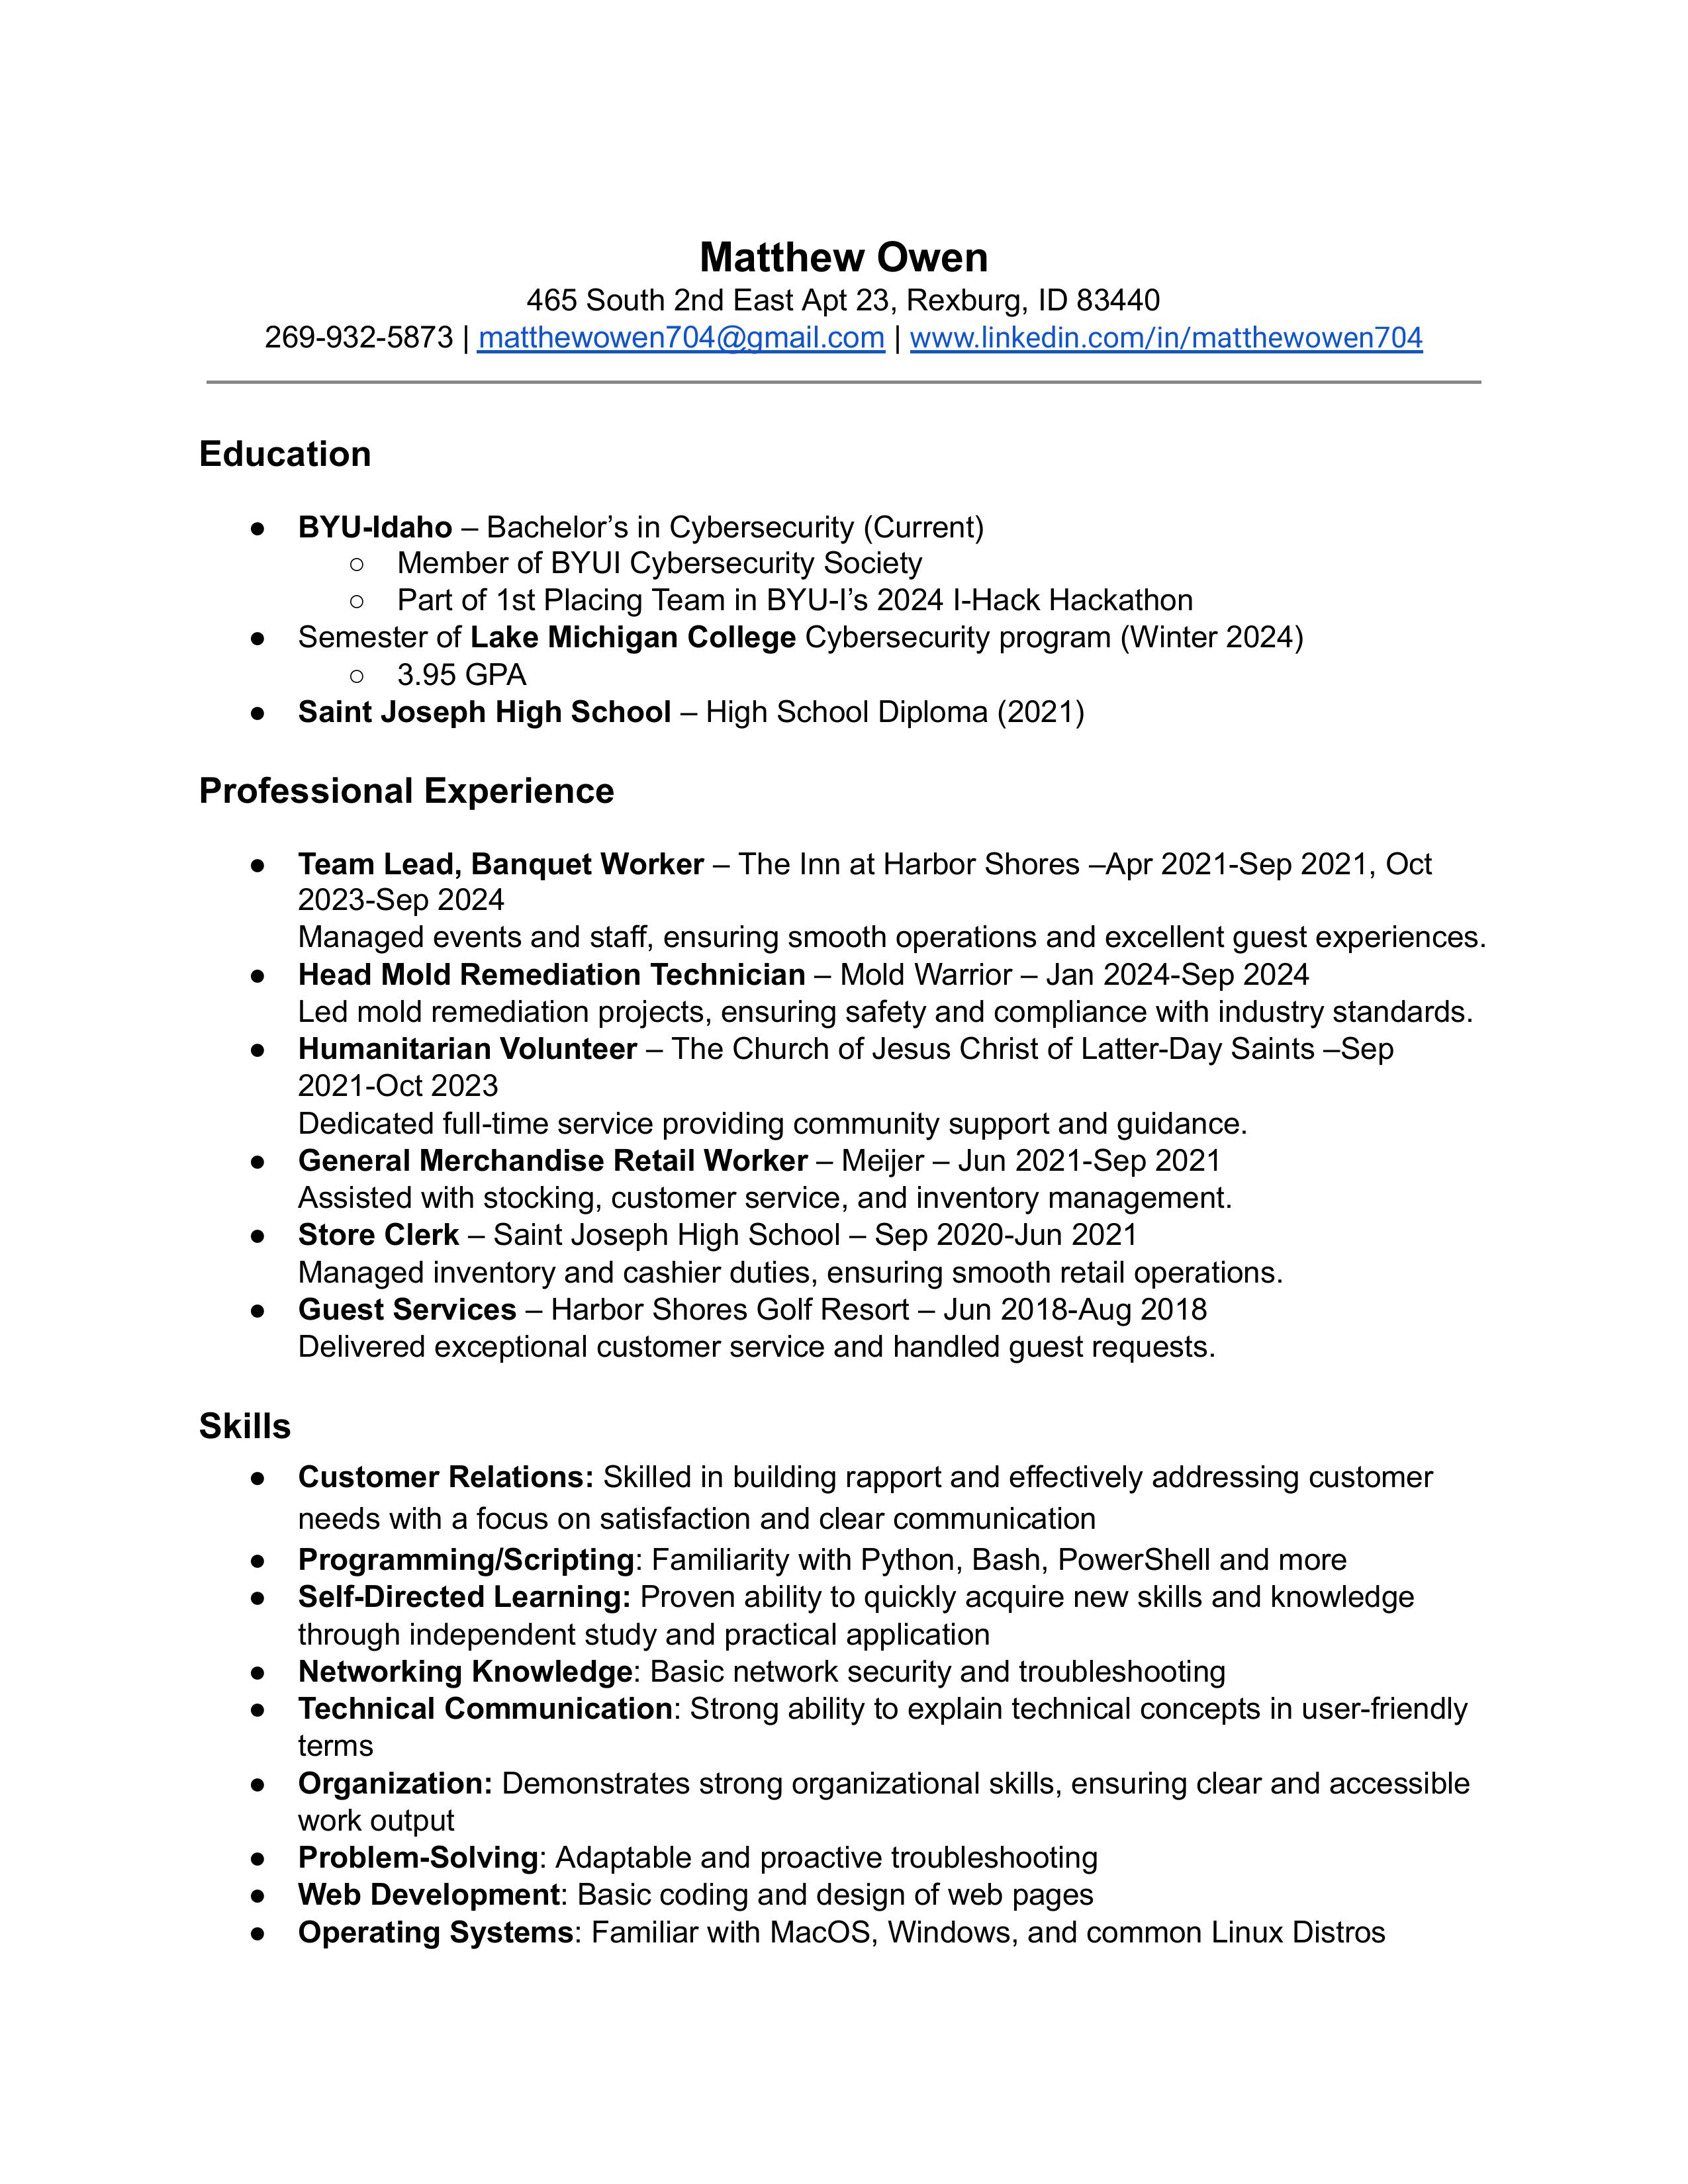 Matthew Owen
465 South 2nd East Apt 23, Rexburg, ID 83440
269-932-5873 | matthewowen704@gmail.com | www.linkedin.com/in/matthewowen704
Education
● BYU-Idaho – Bachelor’s in Cybersecurity (Current)
○ Member of BYUI Cybersecurity Society
○ Part of 1st Placing Team in BYU-I’s 2024 I-Hack Hackathon
● Semester of Lake Michigan College Cybersecurity program (Winter 2024)
○ 3.95 GPA
● Saint Joseph High School – High School Diploma (2021)
Professional Experience
● Team Lead, Banquet Worker – The Inn at Harbor Shores –Apr 2021-Sep 2021, Oct
2023-Sep 2024
Managed events and staff, ensuring smooth operations and excellent guest experiences.
● Head Mold Remediation Technician – Mold Warrior – Jan 2024-Sep 2024
Led mold remediation projects, ensuring safety and compliance with industry standards.
● Humanitarian Volunteer – The Church of Jesus Christ of Latter-Day Saints –Sep
2021-Oct 2023
Dedicated full-time service providing community support and guidance.
● General Merchandise Retail Worker – Meijer – Jun 2021-Sep 2021
Assisted with stocking, customer service, and inventory management.
● Store Clerk – Saint Joseph High School – Sep 2020-Jun 2021
Managed inventory and cashier duties, ensuring smooth retail operations.
● Guest Services – Harbor Shores Golf Resort – Jun 2018-Aug 2018
Delivered exceptional customer service and handled guest requests.
Skills
● Customer Relations: Skilled in building rapport and effectively addressing customer
needs with a focus on satisfaction and clear communication
● Programming/Scripting: Familiarity with Python, Bash, PowerShell and more
● Self-Directed Learning: Proven ability to quickly acquire new skills and knowledge
through independent study and practical application
● Networking Knowledge: Basic network security and troubleshooting
● Technical Communication: Strong ability to explain technical concepts in user-friendly
terms
● Organization: Demonstrates strong organizational skills, ensuring clear and accessible
work output
● Problem-Solving: Adaptable and proactive troubleshooting
● Web Development: Basic coding and design of web pages
● Operating Systems: Familiar with MacOS, Windows, and common Linux Distros